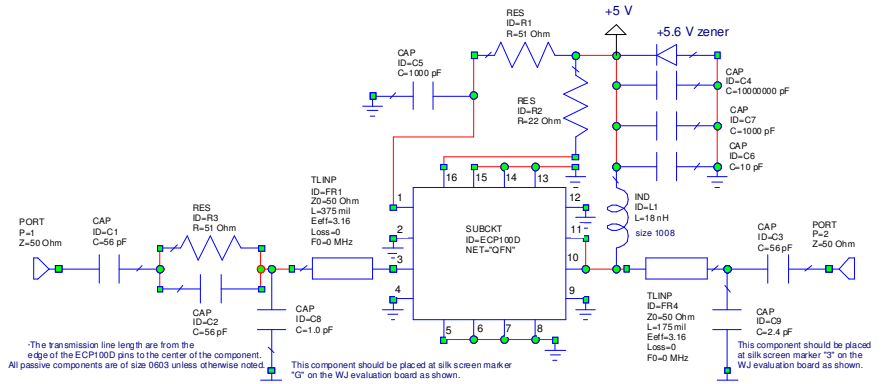 +5 V
+5.6 V zener
RES
ID=R1
R=51 Ohm
CAP
ID=C5
C=1000 pF
CAP
ID=C4
C=10000000 pF
RES
ID=R2
R=22 Ohm
CAP
ID=C7
C=1000 pF
CAP
ID=C6
C=10 pF
16
15
14
13
TLINP
ID=FR1
Z0=50 Ohm
L=375 mil
Eeff=3.16
Loss=0
F0=0 MHz
1
2
3
4
12
11
10
9
SUBCKT
ID=ECP100D
NET="QFN"
IND
ID=L1
L=18 nH
size 1008
RES
ID=R3
R=51 Ohm
PORT
P=1
Z=50 Ohm
CAP
ID=C1
C=56 pF
CAP
ID=C3
C=56 pF
PORT
P=2
Z=50 Ohm
CAP
ID=C2
C=56 pF
CAP
ID=C8
C=1.0 pF
TLINP
ID=FR4
Z0=50 Ohm
L=175 mil
Eeff=3.16
Loss=0
F0=0 MHz
CAP
ID=C9
C=2.4 pF
5
6
7
8
-The transmission line length are from the
edge of the ECP100D pins to the center of the component.
All passive components are of size 0603 unless otherwise noted.
This component should be placed at silk screen marker
"G" on the WJ evaluation board as shown.
This component should be placed
at silk screen marker "3" on the
WJ evaluation board as shown.